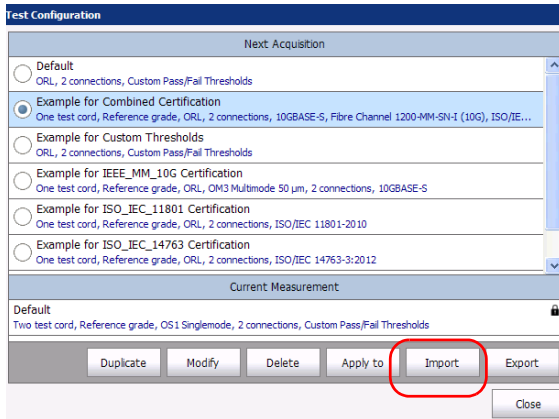 Test Configuration
Next Acquisition
Default
ORL, 2 connections, Custom Pass/Fail Thresholds
Example for Combined Certification
One test cord, Reference grade, ORL, 2 connections, 10GBASE-S, Fibre Channel 1200-MM-SN-I (10G), ISO/IE...
Example for Custom Thresholds
ORL, 2 connections, Custom Pass/Fail Thresholds
Example for IEEE_MM_10G Certification
One test cord, Reference grade, ORL, OM3 Multimode 50 µm, 2 connections, 10GBASE-S
Example for ISO_IEC_11801 Certification
One test cord, Reference grade, ORL, 2 connections, ISO/IEC 11801-2010
Example for ISO_IEC_14763 Certification
One test cord, Reference grade, ORL, 2 connections, ISO/IEC 14763-3:2012
Current Measurement
Default
Two test cord, Reference grade, OS1 Singlemode, 2 connections, Custom Pass/Fail Thresholds
Duplicate Modify Delete Apply to Import Export
Close